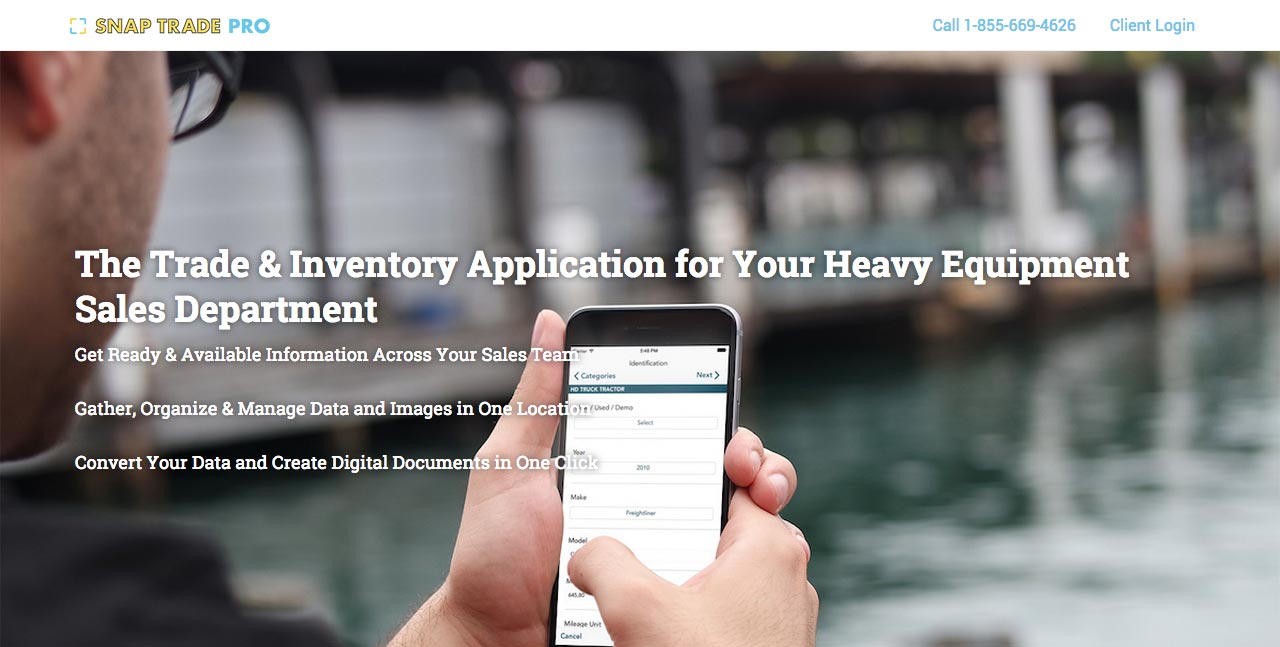 SNAP TRADE PRO
Call 1-855-669-4626
Client Login
The Trade & Inventory Application for Your Heavy Equipment
Sales Department
Get Ready & Available Information Across Your Sales Team
Gather, Organize & Manage Data and Images in One Location
Convert Your Data and Create Digital Documents in One Click
5:48 PM
Identification
Categories
Next
HD TRUCK TRACTOR
/ Used / Demo
Select
Year
2010
Make
Freightliner
Model
Mileage Unit
Cancel